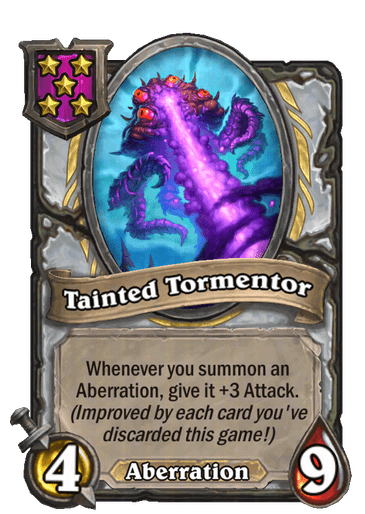 Tainted Tormentor
Whenever you summon an
Aberration, give it +3 Attack.
(Improved by each card you've
discarded this game!)
4
Aberration
9